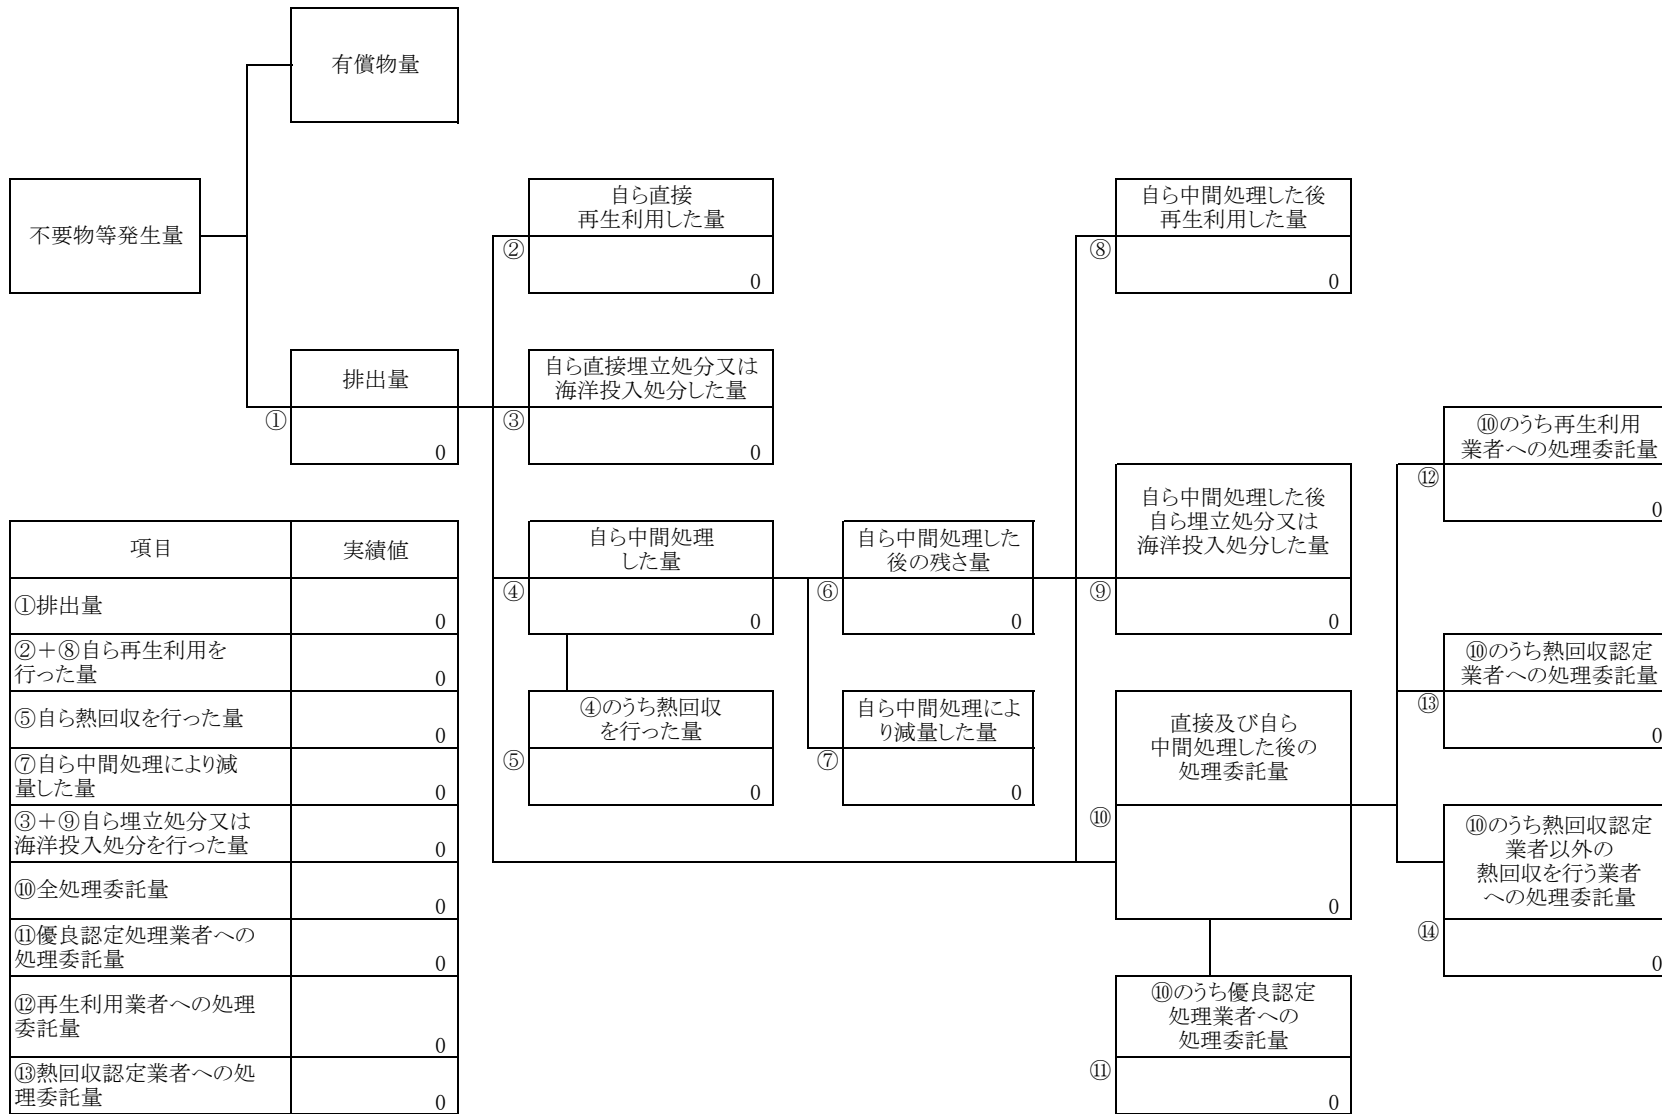 有償物量
不要物等発生量
自ら直接
再生利用した量
②
0
自ら中間処理した後
再生利用した量
⑧
0
排出量
①
0
自ら直接埋立処分又は
海洋投入処分した量
③
0
⑩のうち再生利用
業者への処理委託量
⑫
0
自ら中間処理した後
自ら埋立処分又は
海洋投入処分した量
⑨
0
自ら中間処理
した量
④
0
自ら中間処理した
後の残さ量
⑥
0
⑩のうち熱回収認定
業者への処理委託量
⑬
0
④のうち熱回収
を行った量
⑤
0
自ら中間処理によ
り減量した量
⑦
0
直接及び自ら
中間処理した後の
処理委託量
⑩
0
⑩のうち熱回収認定
業者以外の
熱回収を行う業者
への処理委託量
⑭
0
⑩のうち優良認定
処理業者への
処理委託量
⑪
0
項目 実績値
①排出量
0
②+⑧自ら再生利用を
行った量
0
⑤自ら熱回収を行った量
0
⑦自ら中間処理により減
量した量
0
③+⑨自ら埋立処分又は
海洋投入処分を行った量
0
⑩全処理委託量
0
⑪優良認定処理業者への
処理委託量
0
⑫再生利用業者への処理
委託量
0
⑬熱回収認定業者への処
理委託量
0